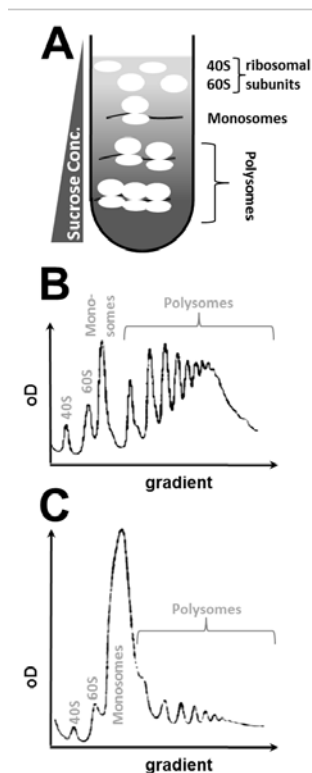 A
40S ribosomal
60S subunits
Monosomes
Polysomes
Sucrose Conc.
B
Mono-
somes
Polysomes
40S
60S
oD
gradient
C
Polysomes
40S
60S
Monosomes
oD
gradient